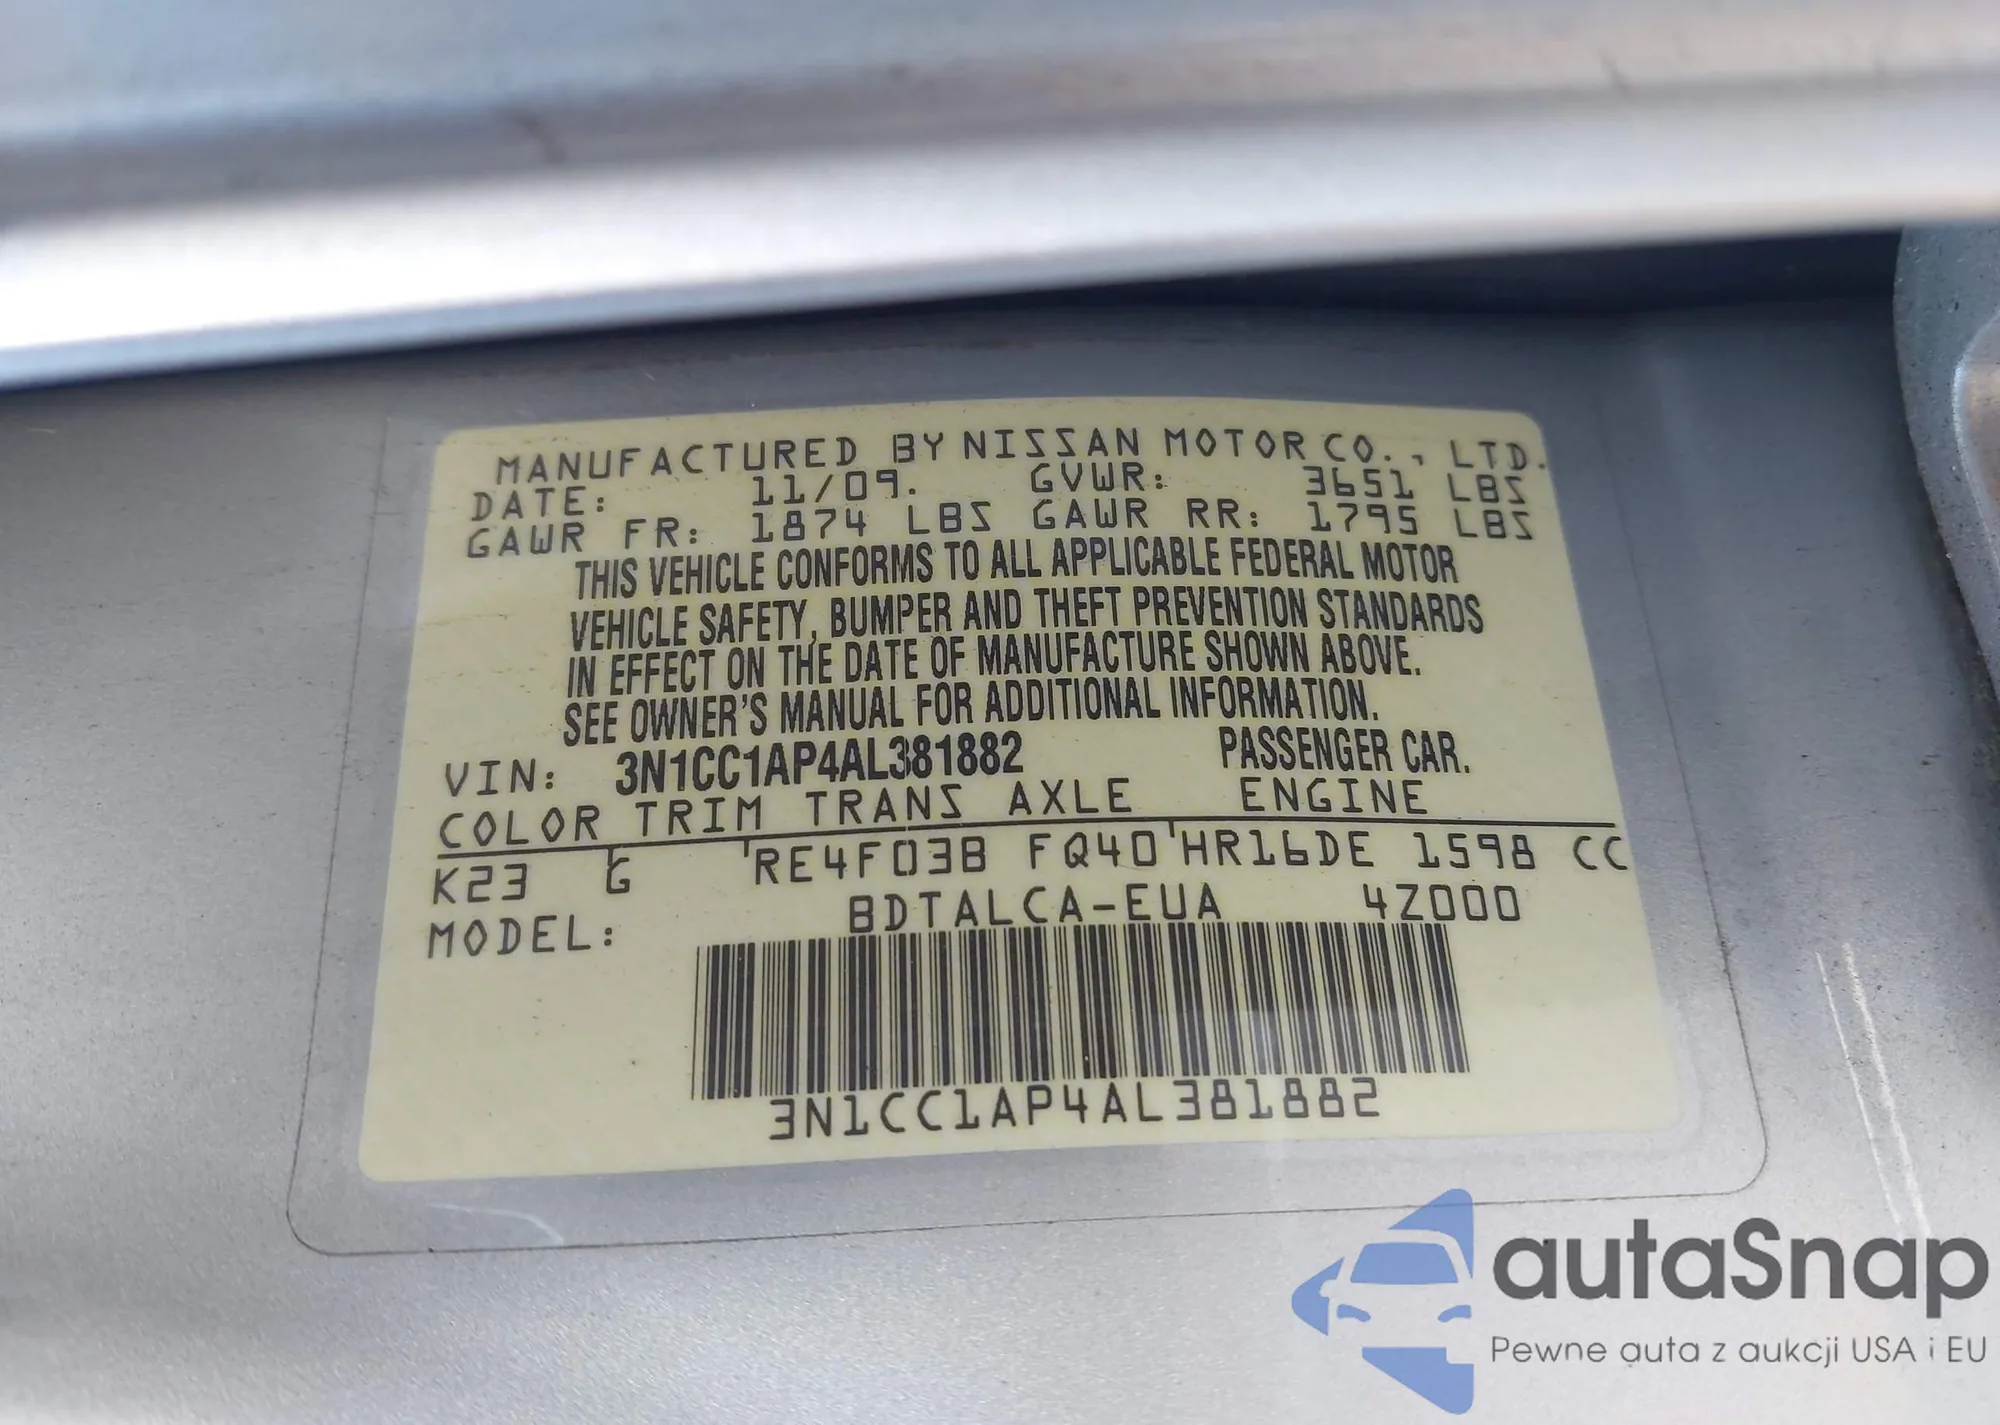 MANUFACTURED BY NISSAN MOTOR CO., LTD.
DATE: 11/09. GVWR: 3651 LBS
GAWR FR: 1874 LBS GAWR RR: 1795 LBS
THIS VEHICLE CONFORMS TO ALL APPLICABLE FEDERAL MOTOR
VEHICLE SAFETY, BUMPER AND THEFT PREVENTION STANDARDS
IN EFFECT ON THE DATE OF MANUFACTURE SHOWN ABOVE.
SEE OWNER'S MANUAL FOR ADDITIONAL INFORMATION.
VIN: 3N1CC1AP4AL381882 PASSENGER CAR.
COLOR TRIM TRANS AXLE ENGINE
K23 G RE4F03B FQ40 HR16DE 1598 CC
MODEL: BDTALCA-EUA 4Z000
3N1CC1AP4AL381882
autaSnap
Pewne auta z aukcji USA i EU